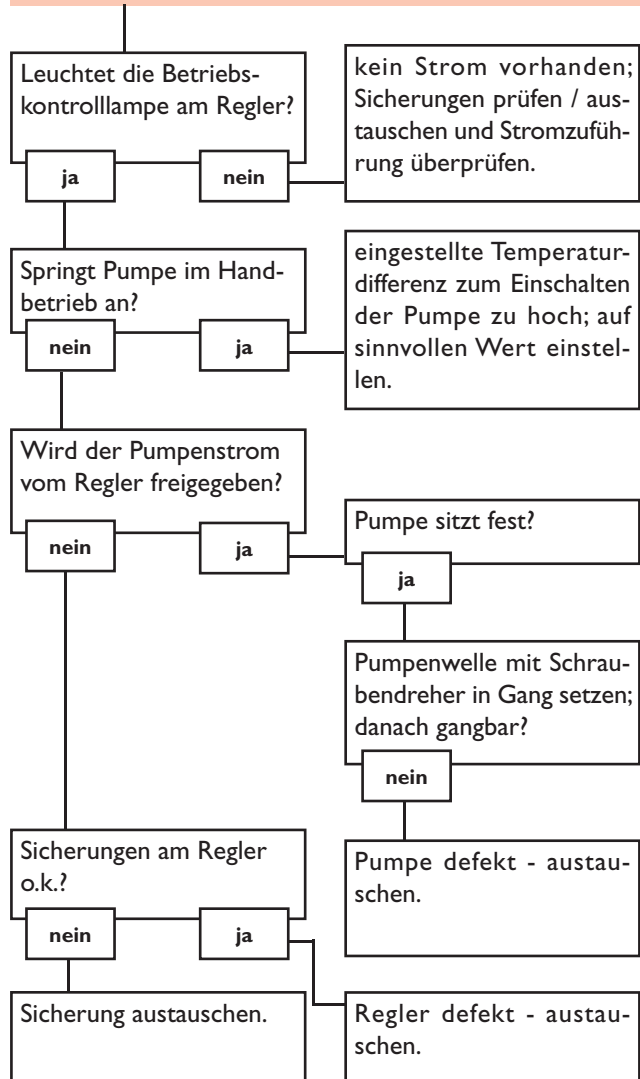 Leuchtet die Betriebs-
kontrolllampe am Regler?
ja
nein
kein Strom vorhanden;
Sicherungen prüfen / aus-
tauschen und Stromzufüh-
rung überprüfen.
Springt Pumpe im Hand-
betrieb an?
nein
ja
eingestellte Temperatur-
differenz zum Einschalten
der Pumpe zu hoch; auf
sinnvollen Wert einstel-
len.
Wird der Pumpenstrom
vom Regler freigegeben?
nein
ja
Pumpe sitzt fest?
ja
Pumpenwelle mit Schrau-
bendreher in Gang setzen;
danach gangbar?
nein
Pumpe defekt - austau-
schen.
Sicherungen am Regler
o.k.?
nein
ja
Sicherung austauschen.
Regler defekt - austau-
schen.